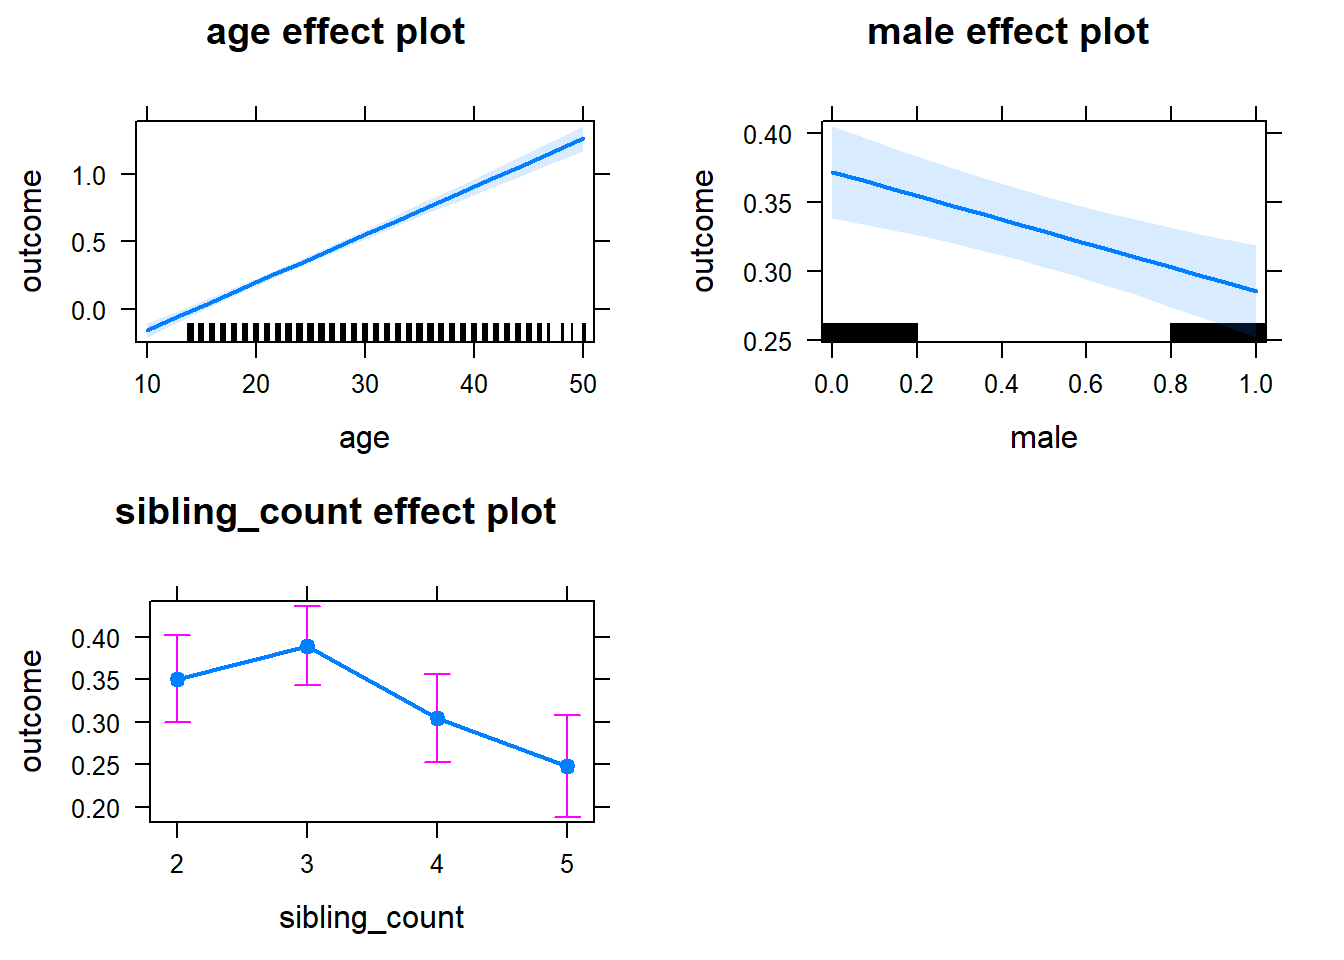 age effect plot
outcome
1.0
0.5
0.0
10 20 30 40 50
age
male effect plot
outcome
0.40
0.35
0.30
0.25
0.0 0.2 0.4 0.6 0.8 1.0
male
sibling_count effect plot
outcome
0.40
0.35
0.30
0.25
0.20
2 3 4 5
sibling_count